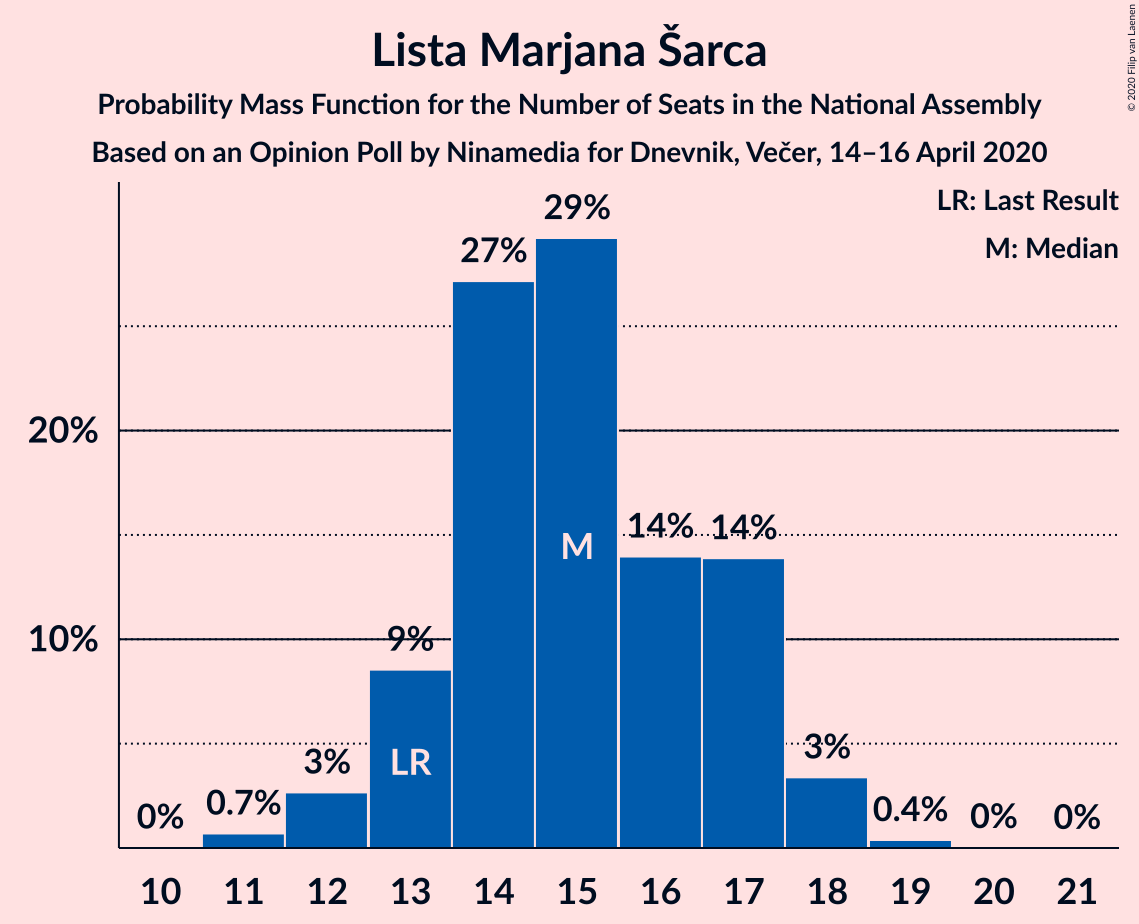 © 2020 Filip van Laenen
Lista Marjana Šarca
Probability Mass Function for the Number of Seats in the National Assembly
Based on an Opinion Poll by Ninamedia for Dnevnik, Večer, 14–16 April 2020
LR: Last Result
M: Median
29%
27%
20%
14% 14%
M
10%
9%
3%
LR
3%
0% 0.7% 0.4% 0% 0%
10 11 12 13 14 15 16 17 18 19 20 21